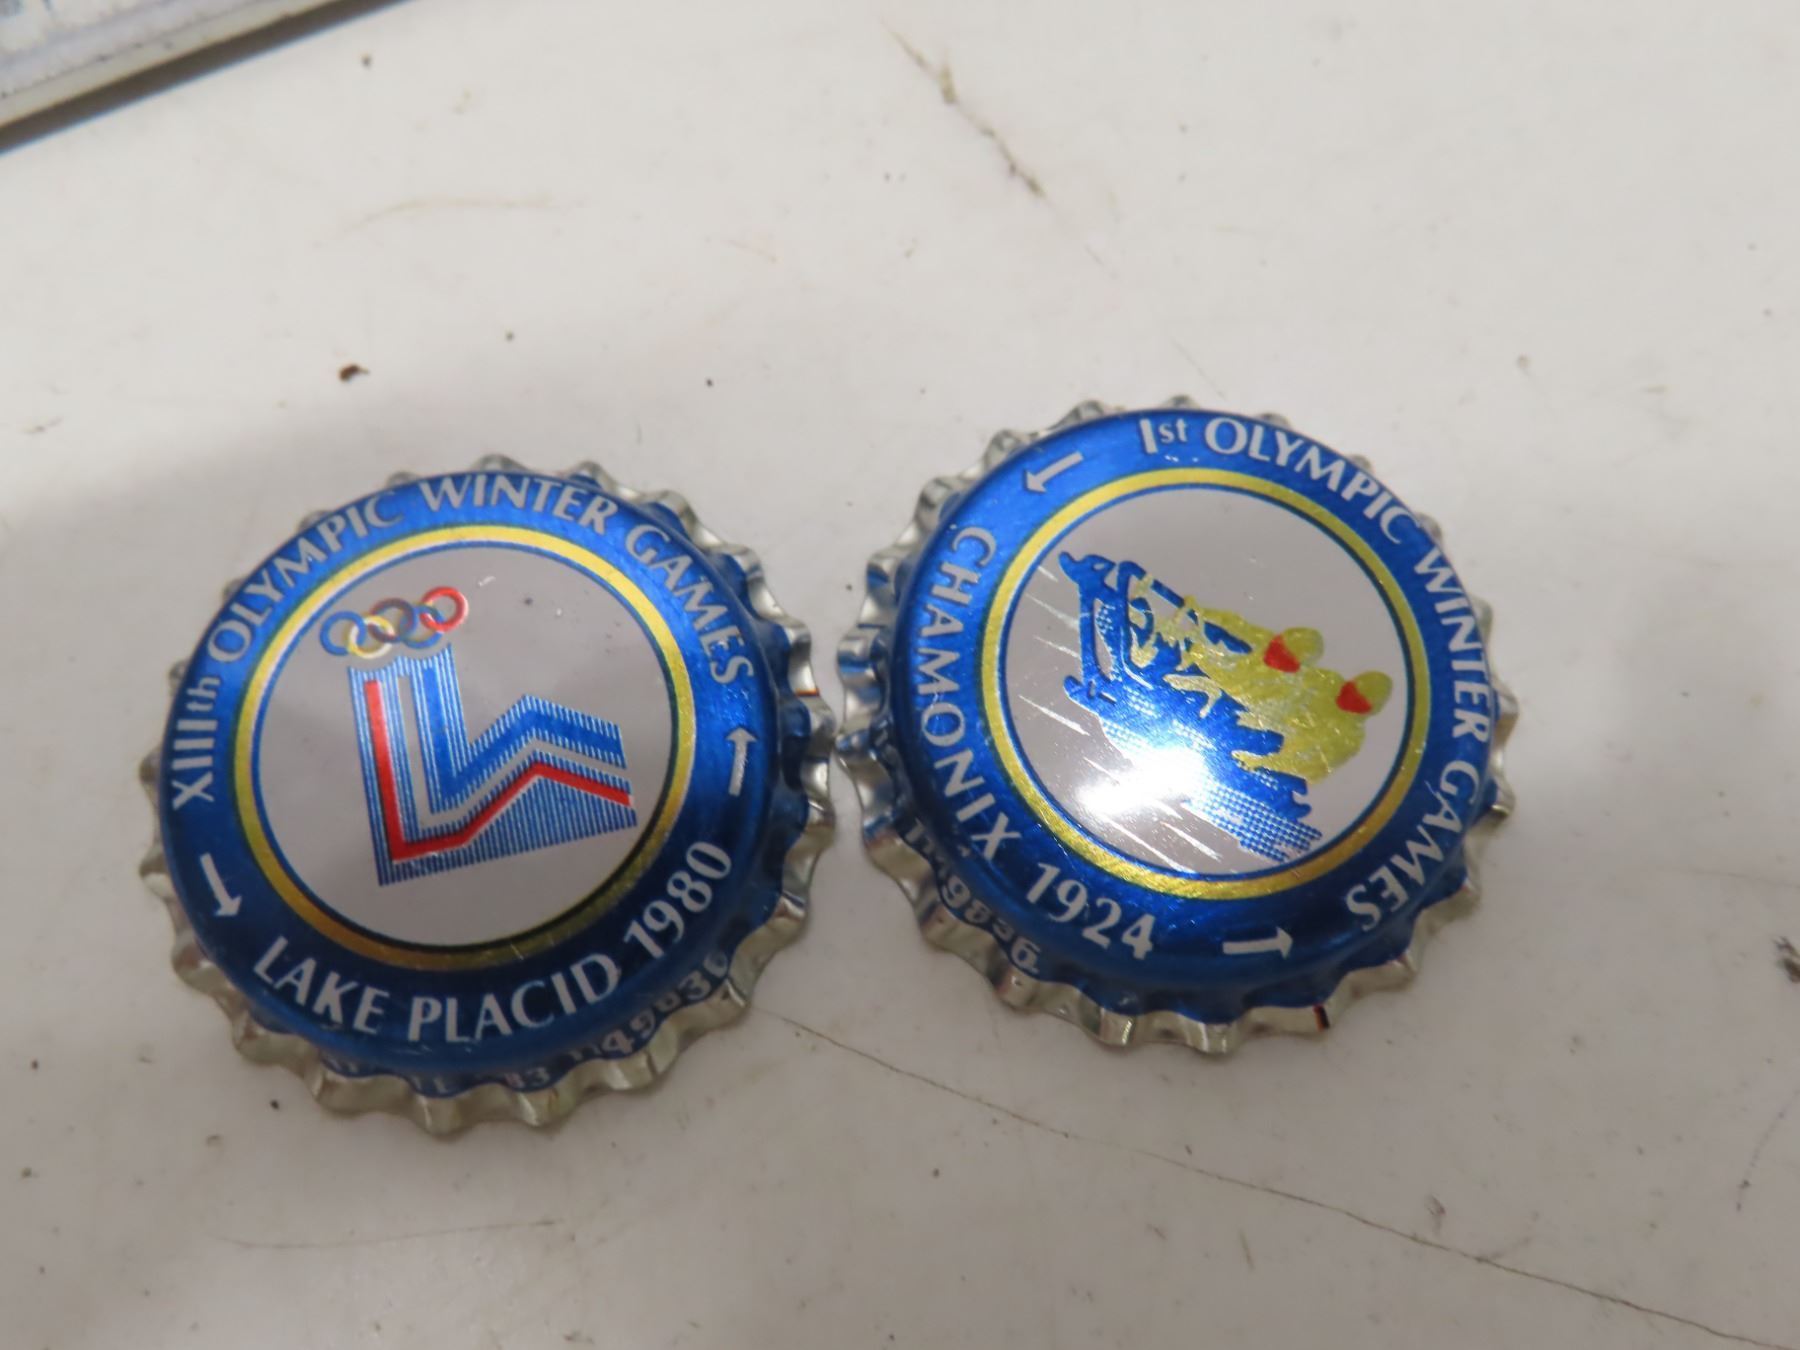 XIIIth OLYMPIC WINTER GAMES
LAKE PLACID 1980
1st OLYMPIC WINTER GAMES
CHAMONIX 1924